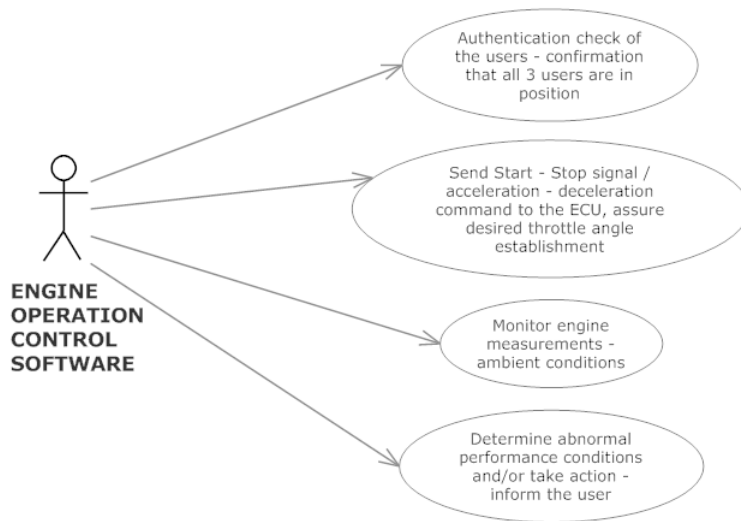 Authentication check of
the users - confirmation
that all 3 users are in
position
Send Start - Stop signal /
acceleration - deceleration
command to the ECU, assure
desired throttle angle
establishment
ENGINE
OPERATION
CONTROL
SOFTWARE
Monitor engine
measurements -
ambient conditions
Determine abnormal
performance conditions
and/or take action -
inform the user